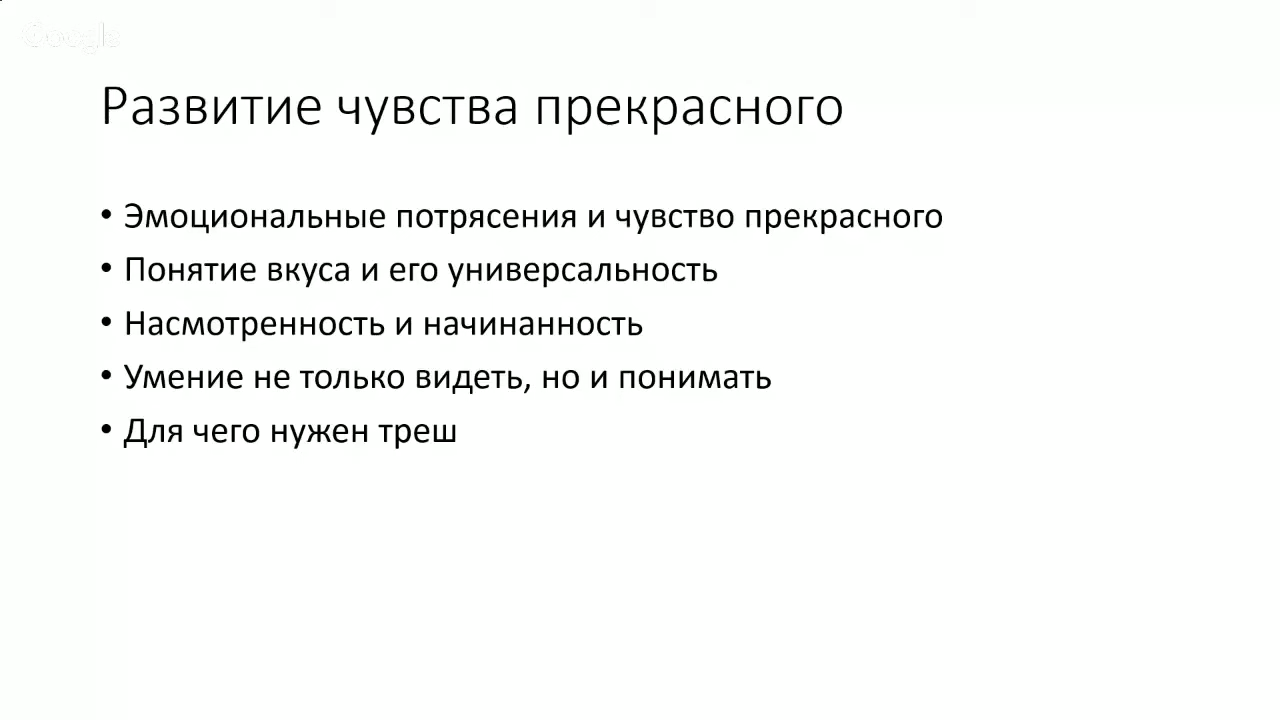 Google
Развитие чувства прекрасного
• Эмоциональные потрясения и чувство прекрасного
• Понятие вкуса и его универсальность
• Насмотренность и начинанность
• Умение не только видеть, но и понимать
• Для чего нужен треш